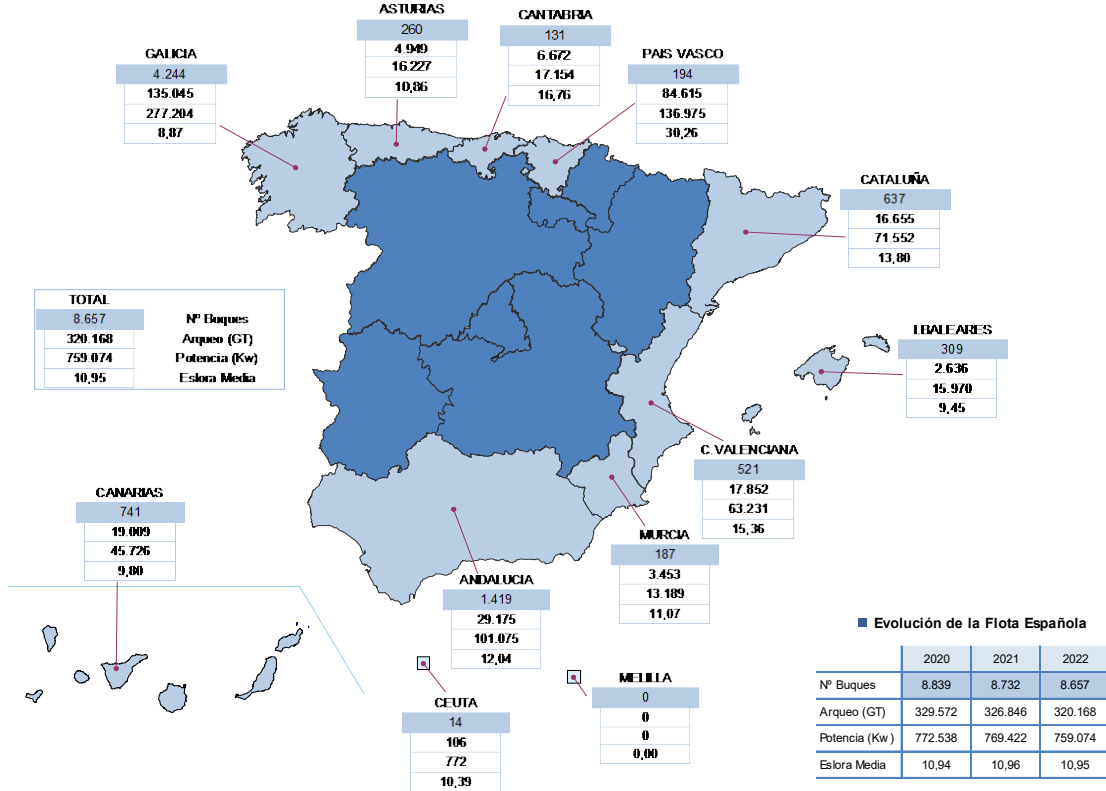 ASTURIAS
260
4.949
16.227
10,86
CANTABRIA
131
6.672
17.154
16,76
GALICIA
4.244
135.045
277.204
8,87
PAIS VASCO
194
84.615
136.975
30,26
CATALUÑA
637
16.655
71.552
13,80
TOTAL
8.657 Nº Buques
320.168 Arqueo (GT)
759.074 Potencia (Kw)
10,95 Eslora Media
I.BALEARES
309
2.636
15.970
9,45
C.VALENCIANA
521
17.852
63.231
15,36
CANARIAS
741
19.009
45.726
9,80
MURCIA
187
3.453
13.189
11,07
ANDALUCIA
1.419
29.175
101.075
12,04
CEUTA
14
106
772
10,39
MELILLA
0
0
0
0,00
Evolución de la Flota Española
2020 2021 2022
Nº Buques 8.839 8.732 8.657
Arqueo (GT) 329.572 326.846 320.168
Potencia (Kw) 772.538 769.422 759.074
Eslora Media 10,94 10,96 10,95